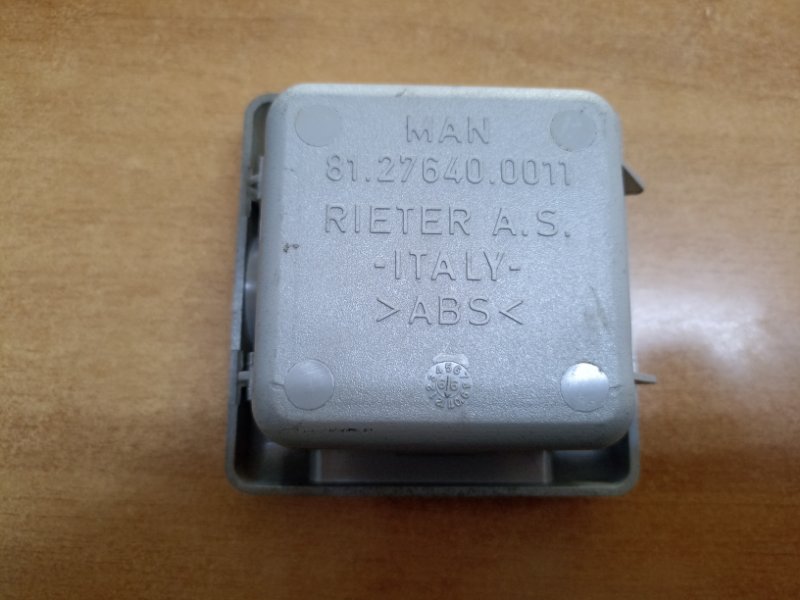 MAN
81.27640.0011
RIETER A.S.
-ITALY-
>ABS<